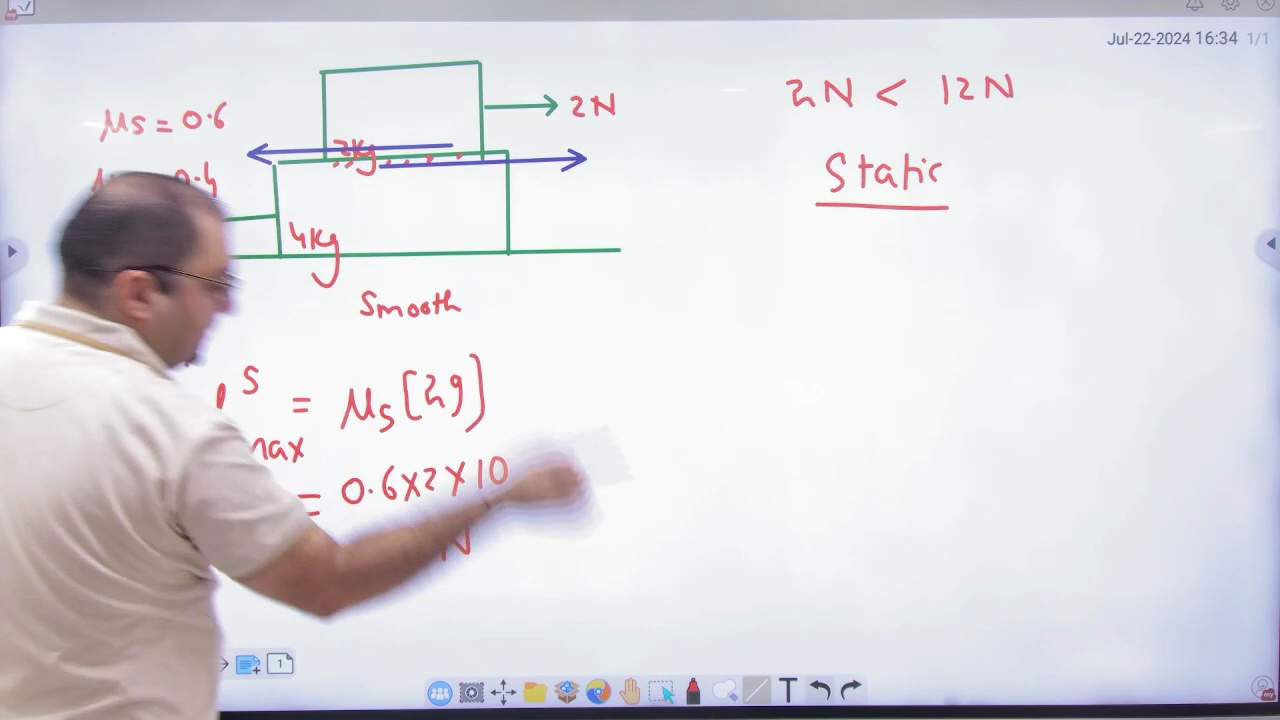 Jul-22-2024 16:34 1/1
2N
2N < 12N
μs = 0.6
Static
2Kg
4Kg
Smooth
S = μs[2g]
max
= 0.6×2×10
N
1
T